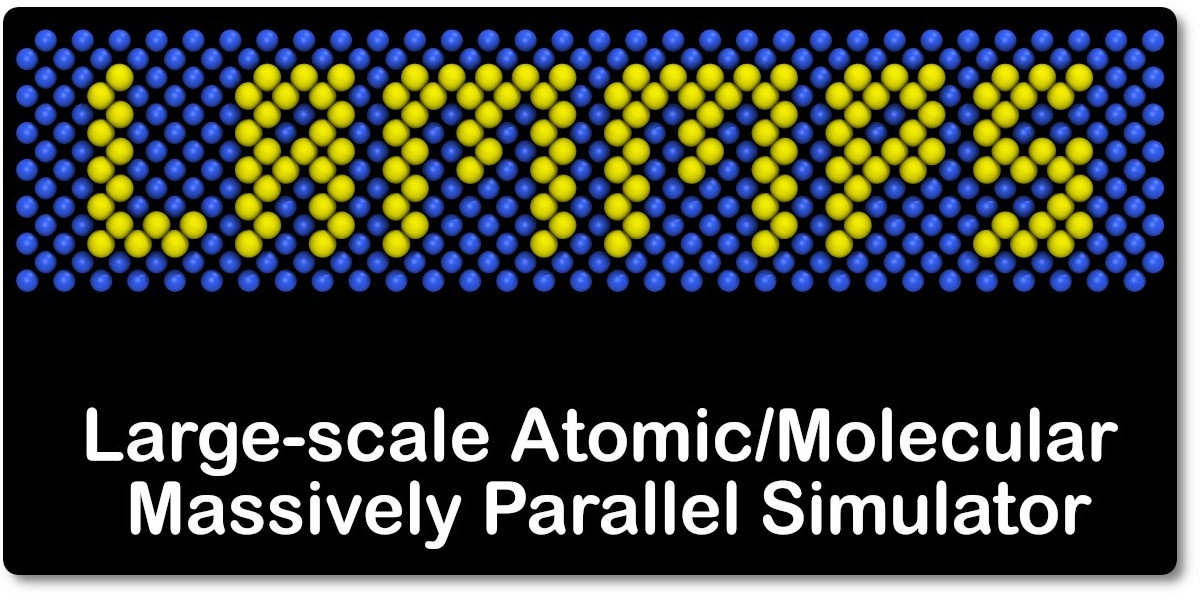 LAMMPS
Large-scale Atomic/Molecular
Massively Parallel Simulator